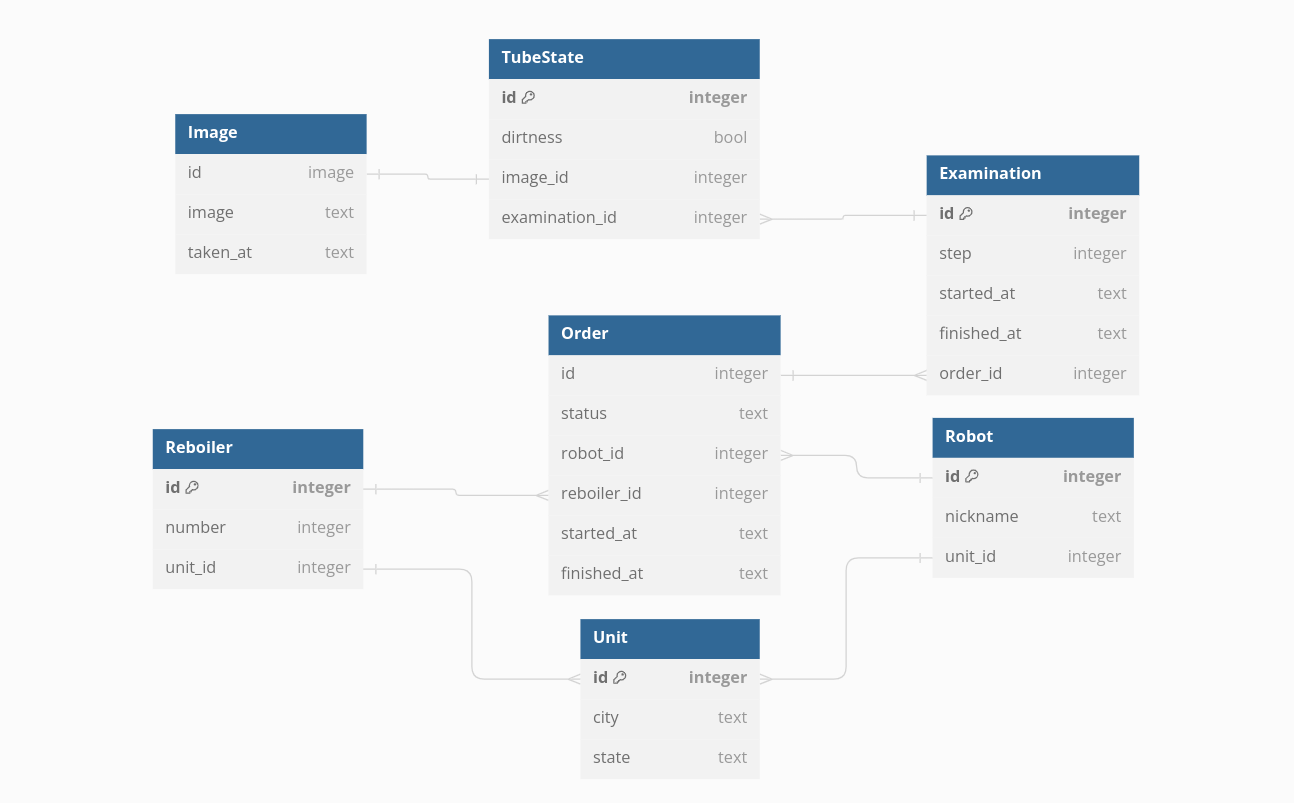 TubeState
id integer
dirtness bool
image_id integer
examination_id integer
Image
id image
image text
taken_at text
Examination
id integer
step integer
started_at text
finished_at text
order_id integer
Order
id integer
status text
robot_id integer
reboiler_id integer
started_at text
finished_at text
Reboiler
id integer
number integer
unit_id integer
Robot
id integer
nickname text
unit_id integer
Unit
id integer
city text
state text